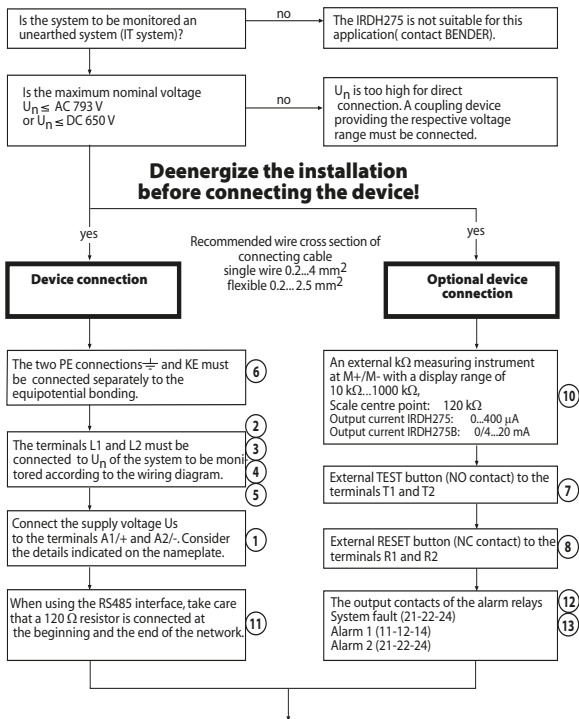 Is the system to be monitored an
unearthed system (IT system)?
no
The IRDH275 is not suitable for this
application( contact BENDER).
Is the maximum nominal voltage
Un ≤ AC 793 V
or Un ≤ DC 650 V
no
Un is too high for direct
connection. A coupling device
providing the respective voltage
range must be connected.
Deenergize the installation
before connecting the device!
yes
Recommended wire cross section of
connecting cable
single wire 0.2...4 mm2
flexible 0.2... 2.5 mm2
yes
Device connection
Optional device
connection
The two PE connections ⏚ and KE must
be connected separately to the
equipotential bonding.
6
The terminals L1 and L2 must be
connected to Un of the system to be moni
tored according to the wiring diagram.
2
3
4
5
Connect the supply voltage Us
to the terminals A1/+ and A2/-. Consider
the details indicated on the nameplate.
1
When using the RS485 interface, take care
that a 120 Ω resistor is connected at
the beginning and the end of the network.
11
An external kΩ measuring instrument
at M+/M- with a display range of
10 kΩ...1000 kΩ,
Scale centre point: 120 kΩ
Output current IRDH275: 0...400 µA
Output current IRDH275B: 0/4...20 mA
10
External TEST button (NO contact) to the
terminals T1 and T2
7
External RESET button (NC contact) to the
terminals R1 and R2
8
The output contacts of the alarm relays
System fault (21-22-24)
Alarm 1 (11-12-14)
Alarm 2 (21-22-24)
12
13